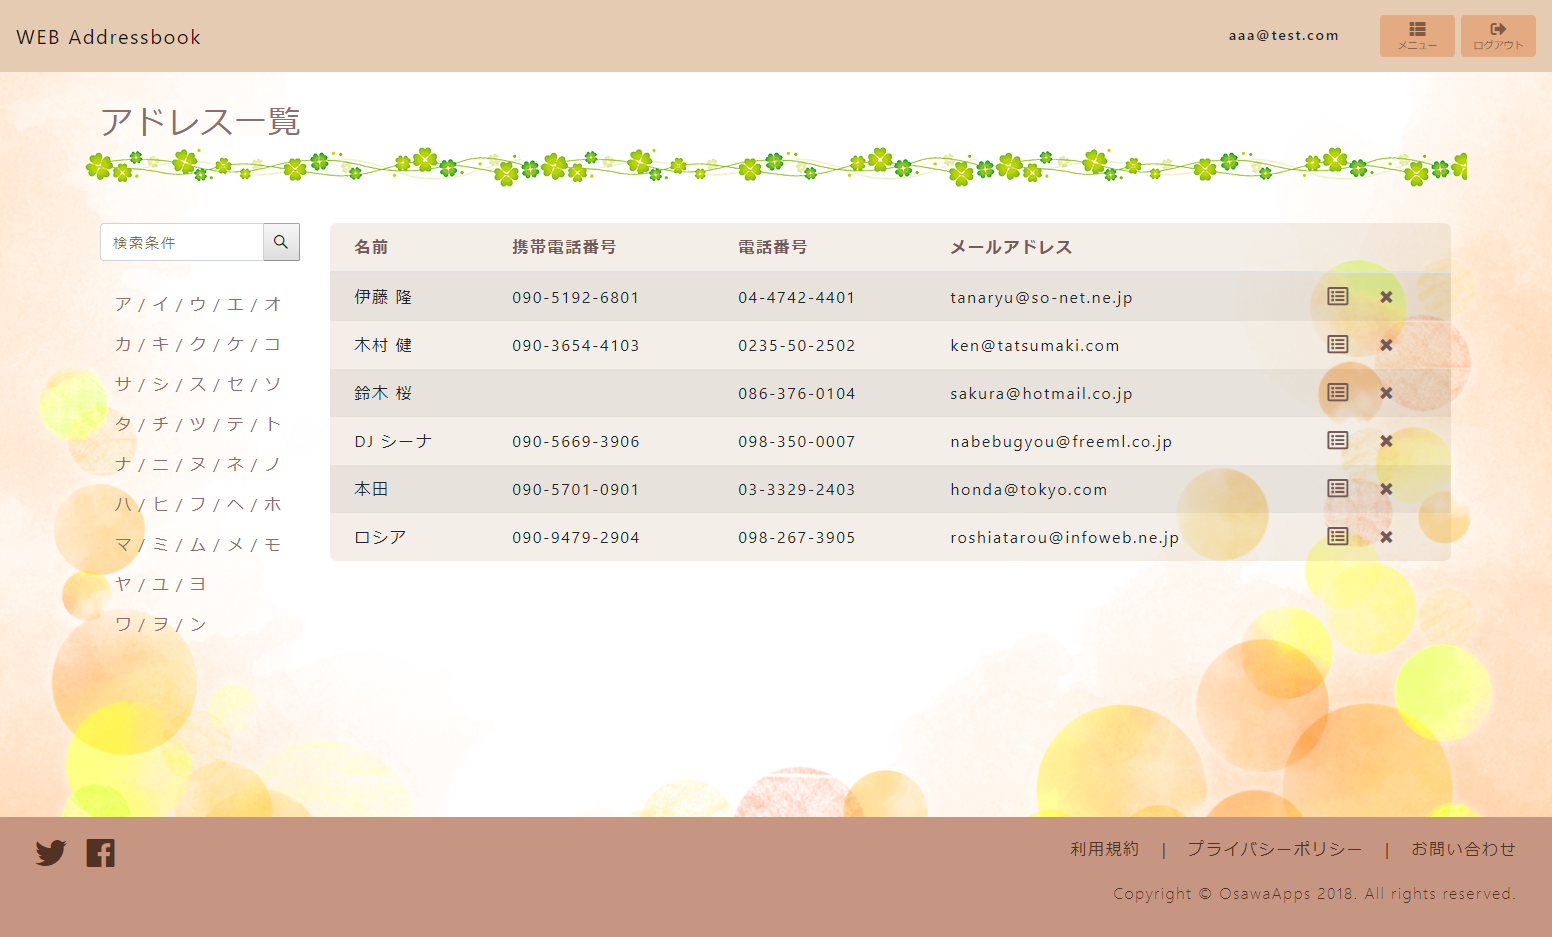 WEB Addressbook
aaa@test.com
メニュー
ログアウト
アドレス一覧
検索条件
ア / イ / ウ / エ / オ
カ / キ / ク / ケ / コ
サ / シ / ス / セ / ソ
タ / チ / ツ / テ / ト
ナ / ニ / ヌ / ネ / ノ
ハ / ヒ / フ / ヘ / ホ
マ / ミ / ム / メ / モ
ヤ / ユ / ヨ
ワ / ヲ / ン
名前 携帯電話番号 電話番号 メールアドレス
伊藤 隆 090-5192-6801 04-4742-4401 tanaryu@so-net.ne.jp
木村 健 090-3654-4103 0235-50-2502 ken@tatsumaki.com
鈴木 桜 086-376-0104 sakura@hotmail.co.jp
DJ シーナ 090-5669-3906 098-350-0007 nabebugyou@freeml.co.jp
本田 090-5701-0901 03-3329-2403 honda@tokyo.com
ロシア 090-9479-2904 098-267-3905 roshiatarou@infoweb.ne.jp
利用規約 | プライバシーポリシー | お問い合わせ
Copyright © OsawaApps 2018. All rights reserved.